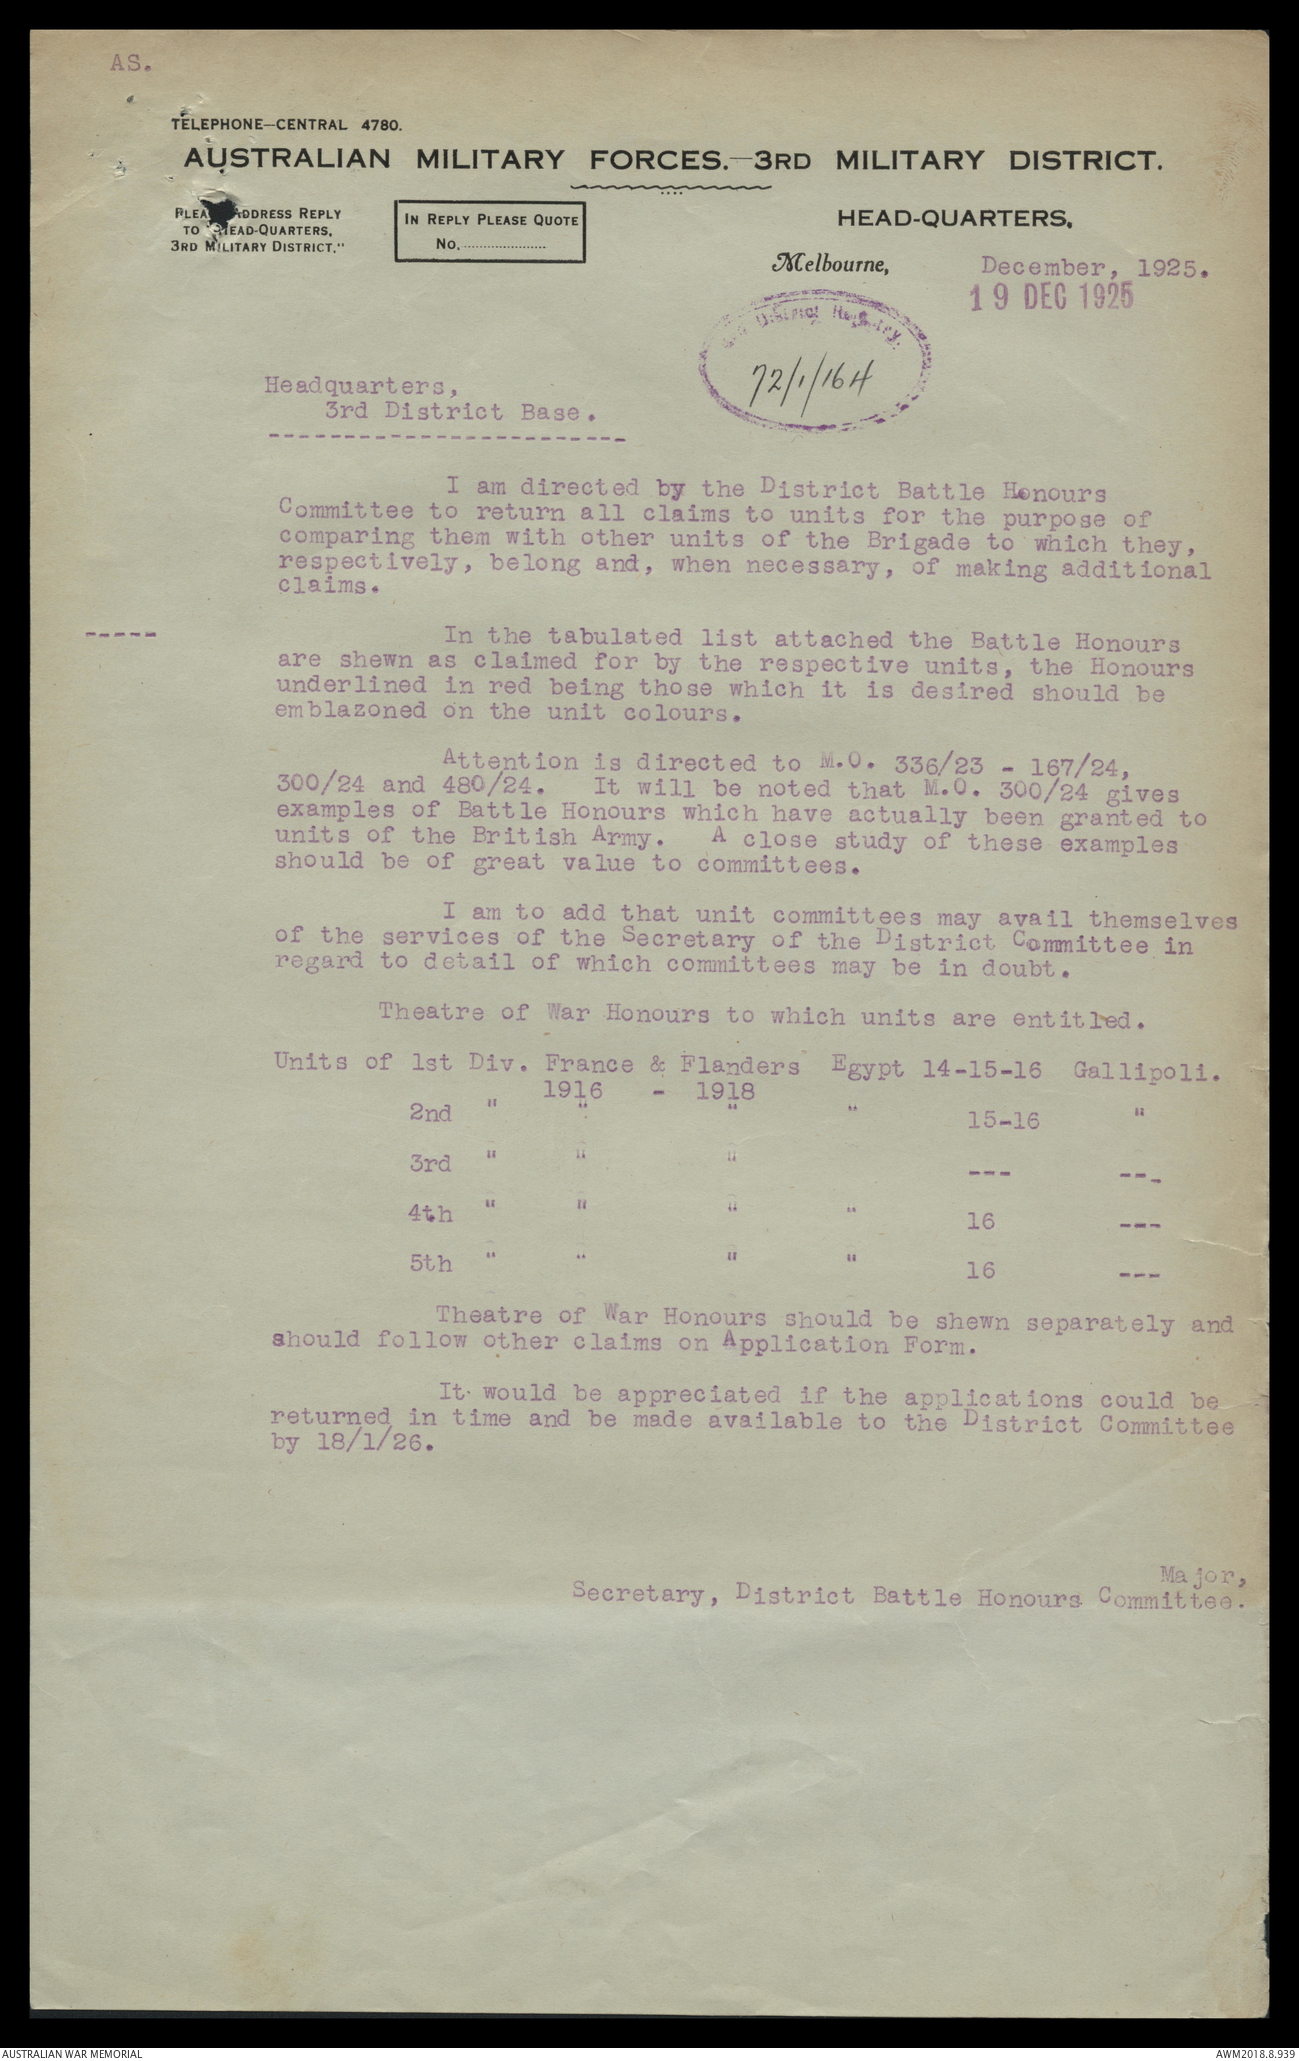 AS.
TELEPHONE—CENTRAL 4780.
AUSTRALIAN MILITARY FORCES.—3RD MILITARY DISTRICT.
PLEASE ADDRESS REPLY
TO "HEAD-QUARTERS,
3RD MILITARY DISTRICT."
IN REPLY PLEASE QUOTE
No.
HEAD-QUARTERS,
Melbourne, December, 1925.
19 DEC 1925
District Registry.
72/1/164
Headquarters,
3rd District Base.
------------------------
I am directed by the District Battle Honours
Committee to return all claims to units for the purpose of
comparing them with other units of the Brigade to which they,
respectively, belong and, when necessary, of making additional
claims.
-----
In the tabulated list attached the Battle Honours
are shewn as claimed for by the respective units, the Honours
underlined in red being those which it is desired should be
emblazoned on the unit colours.
Attention is directed to M.O. 336/23 - 167/24,
300/24 and 480/24. It will be noted that M.O. 300/24 gives
examples of Battle Honours which have actually been granted to
units of the British Army. A close study of these examples
should be of great value to committees.
I am to add that unit committees may avail themselves
of the services of the Secretary of the District Committee in
regard to detail of which committees may be in doubt.
Theatre of War Honours to which units are entitled.
Units of 1st Div. France & Flanders Egypt 14-15-16 Gallipoli.
1916 - 1918
2nd " " " " 15-16 "
3rd " " " --- ---
4th " " " " 16 ---
5th " " " " 16 ---
Theatre of War Honours should be shewn separately and
should follow other claims on Application Form.
It would be appreciated if the applications could be
returned in time and be made available to the District Committee
by 18/1/26.
Major,
Secretary, District Battle Honours Committee.
AUSTRALIAN WAR MEMORIAL
AWM2018.8.939